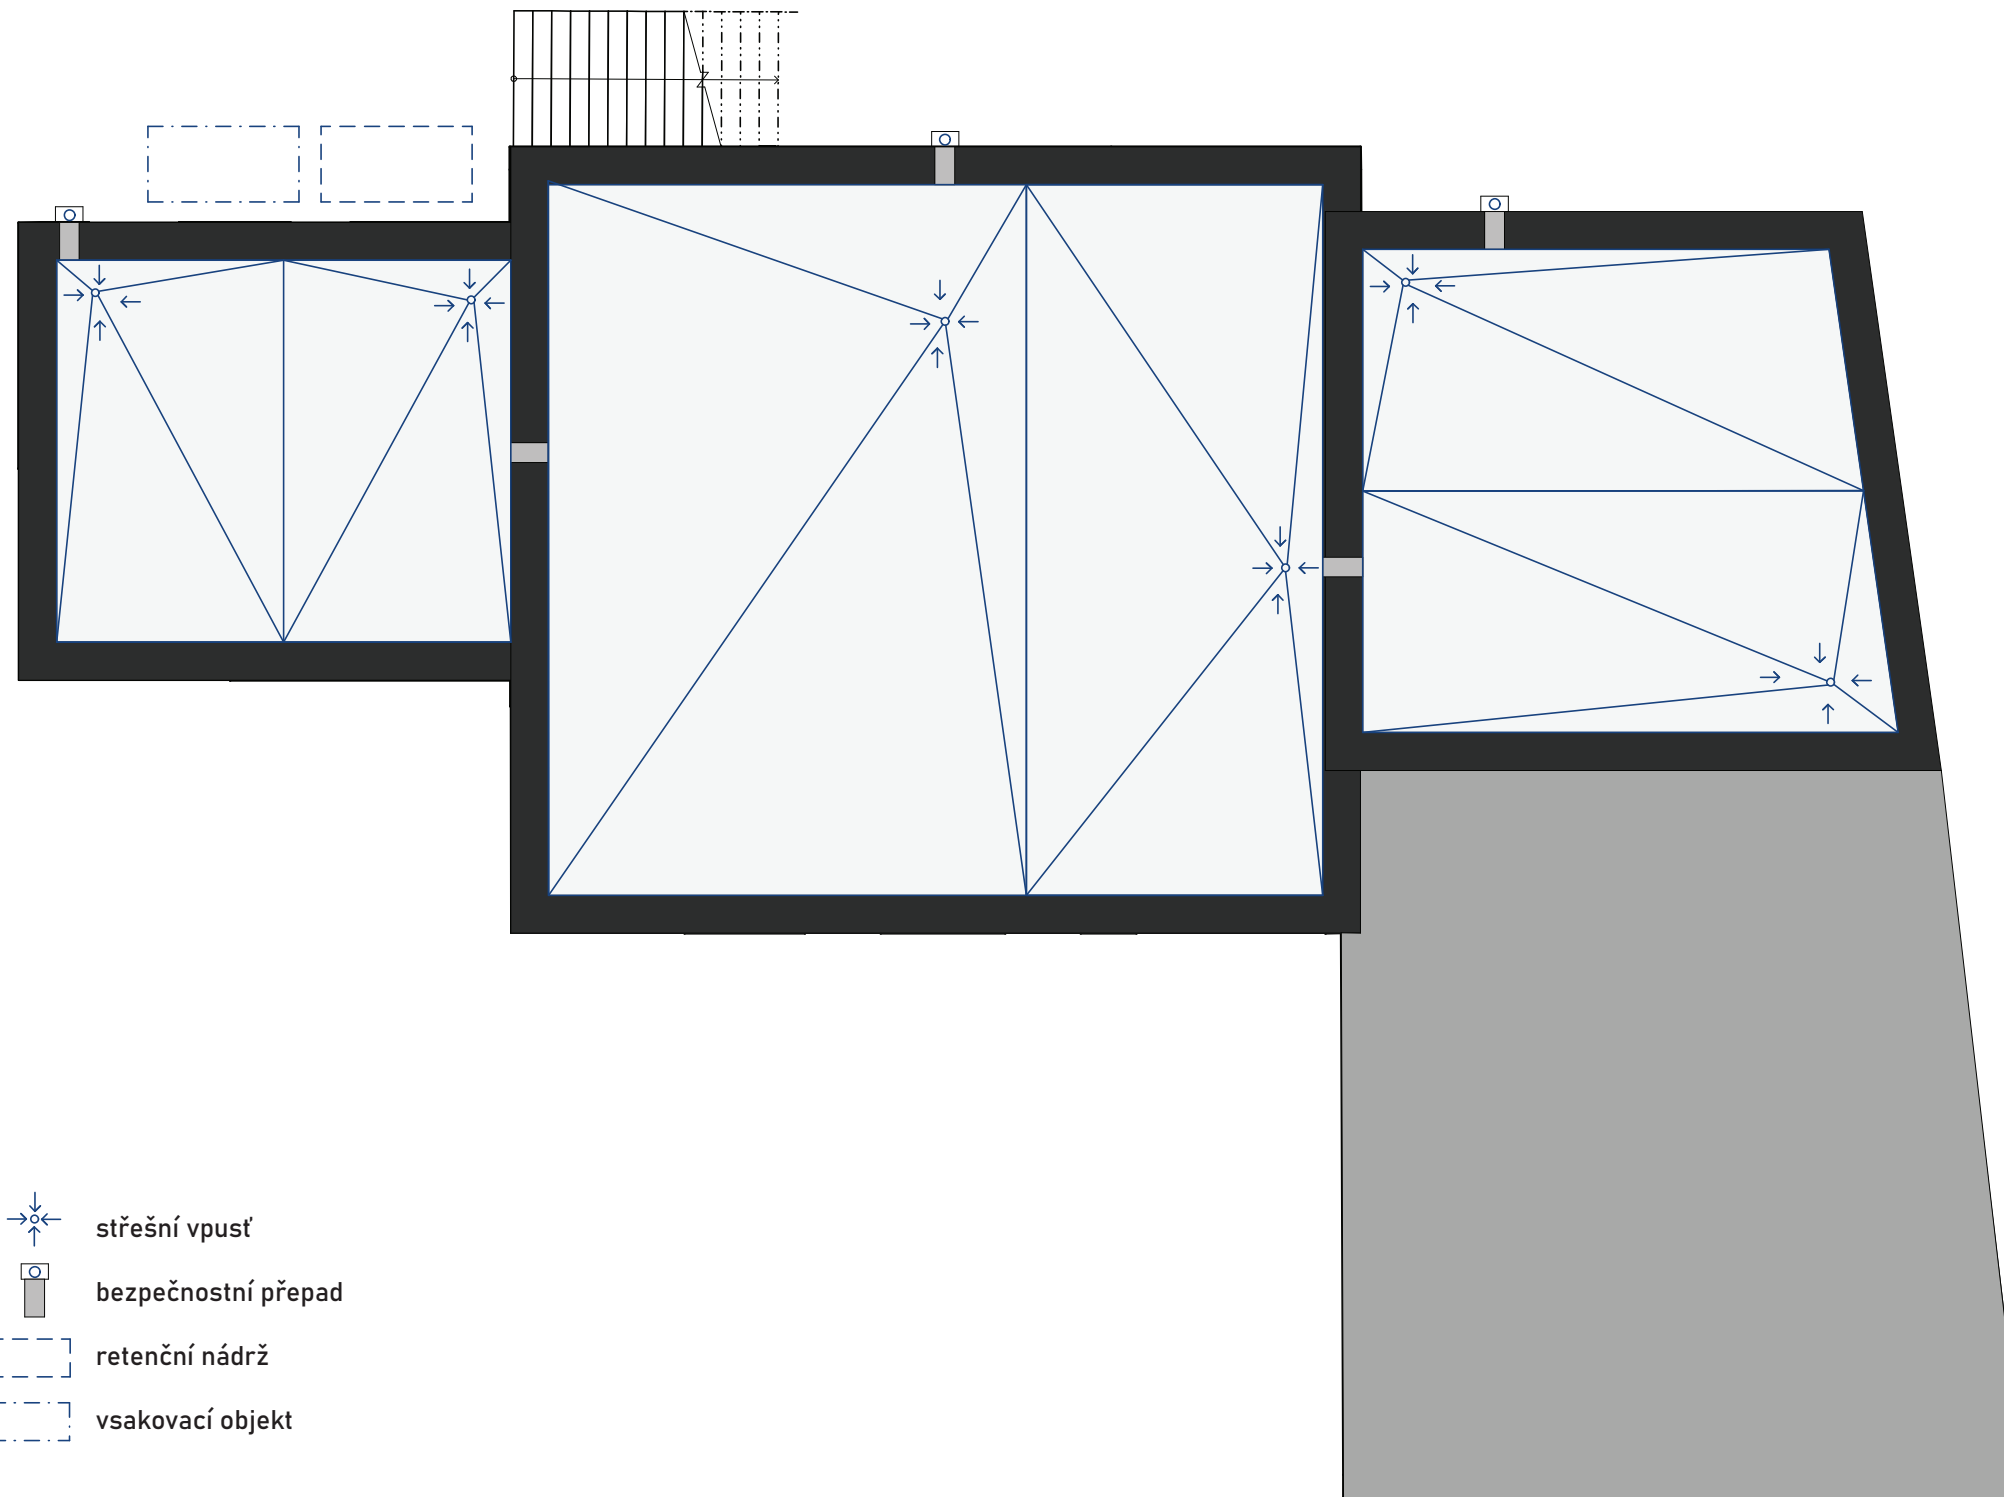 střešní vpusť
bezpečnostní přepad
retenční nádrž
vsakovací objekt